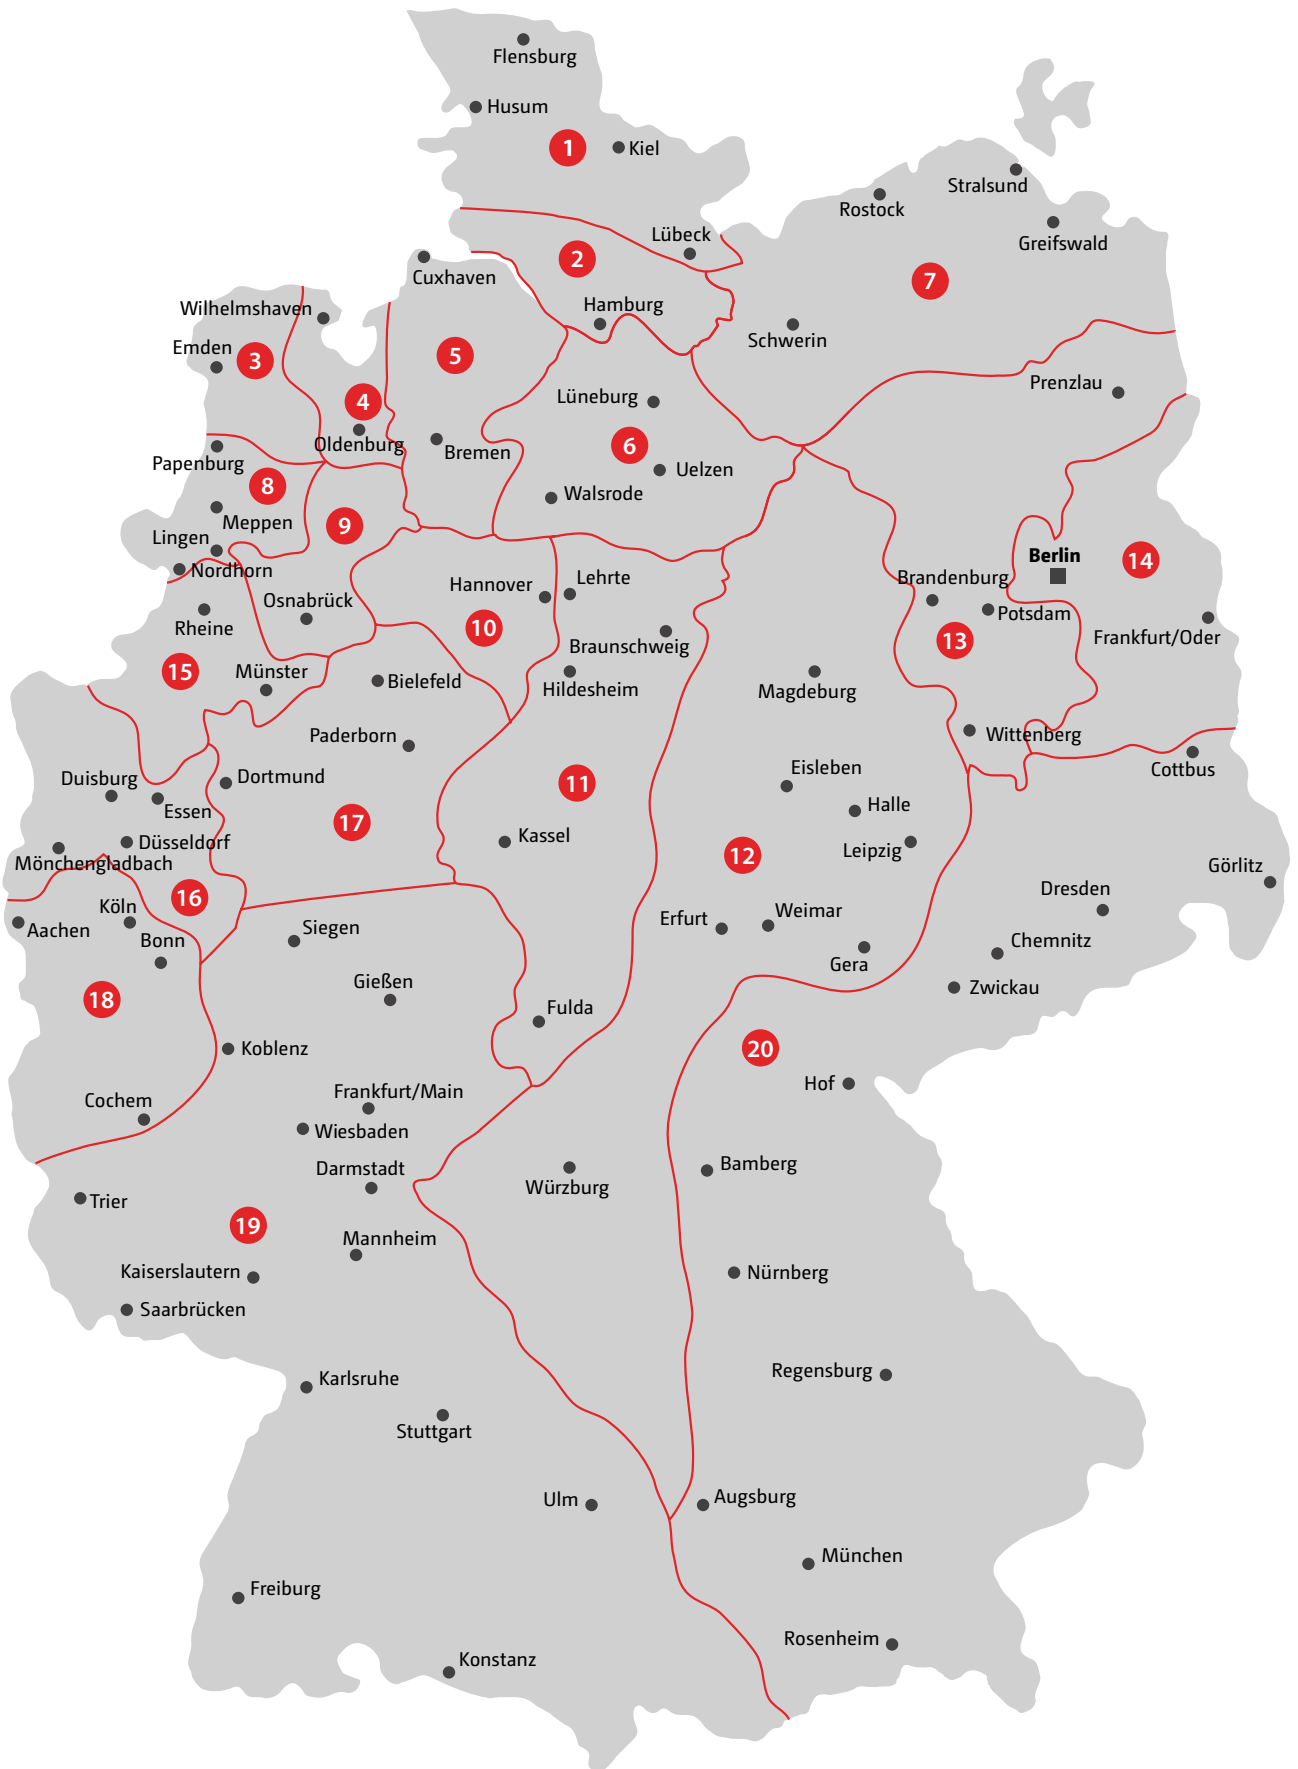 Flensburg
Husum
1
Kiel
Stralsund
Rostock
Greifswald
Lübeck
2
Cuxhaven
7
Hamburg
Wilhelmshaven
Schwerin
Emden
3
5
Prenzlau
4
Lüneburg
Oldenburg
Bremen
6
Papenburg
Uelzen
8
Walsrode
Meppen
9
Lingen
Berlin
14
Nordhorn
Hannover
Lehrte
Brandenburg
Osnabrück
Potsdam
Rheine
10
Frankfurt/Oder
Braunschweig
13
15
Münster
Bielefeld
Hildesheim
Magdeburg
Paderborn
Wittenberg
Cottbus
Duisburg
Dortmund
11
Eisleben
Essen
Halle
17
Düsseldorf
Kassel
Leipzig
12
Mönchengladbach
Görlitz
16
Dresden
Köln
Aachen
Erfurt
Weimar
Siegen
Bonn
Chemnitz
Gera
Gießen
Zwickau
18
Fulda
Koblenz
20
Hof
Frankfurt/Main
Cochem
Wiesbaden
Darmstadt
Bamberg
Würzburg
Trier
19
Mannheim
Kaiserslautern
Nürnberg
Saarbrücken
Regensburg
Karlsruhe
Stuttgart
Ulm
Augsburg
München
Freiburg
Rosenheim
Konstanz